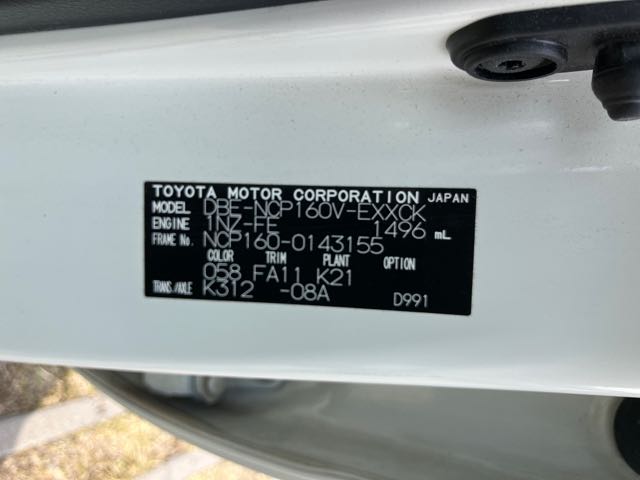 TOYOTA MOTOR CORPORATION JAPAN
MODEL DBE-NCP160V-EXXCK
ENGINE 1NZ-FE 1496 mL
FRAME No. NCP160-0143155
COLOR TRIM PLANT OPTION
058 FA11 K21
TRANS./AXLE K312 -08A D991